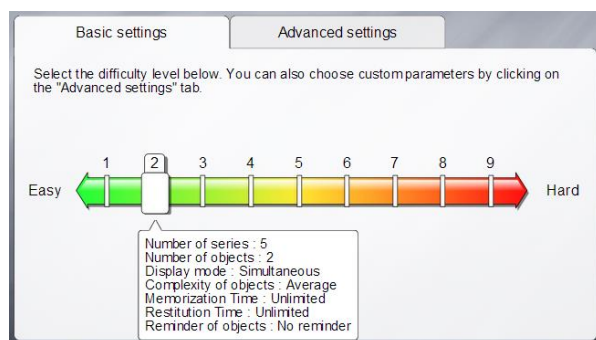 Basic settings
Advanced settings
Select the difficulty level below. You can also choose custom parameters by clicking on
the "Advanced settings" tab.
1 2 3 4 5 6 7 8 9
Easy
Hard
Number of series : 5
Number of objects : 2
Display mode : Simultaneous
Complexity of objects : Average
Memorization Time : Unlimited
Restitution Time : Unlimited
Reminder of objects : No reminder